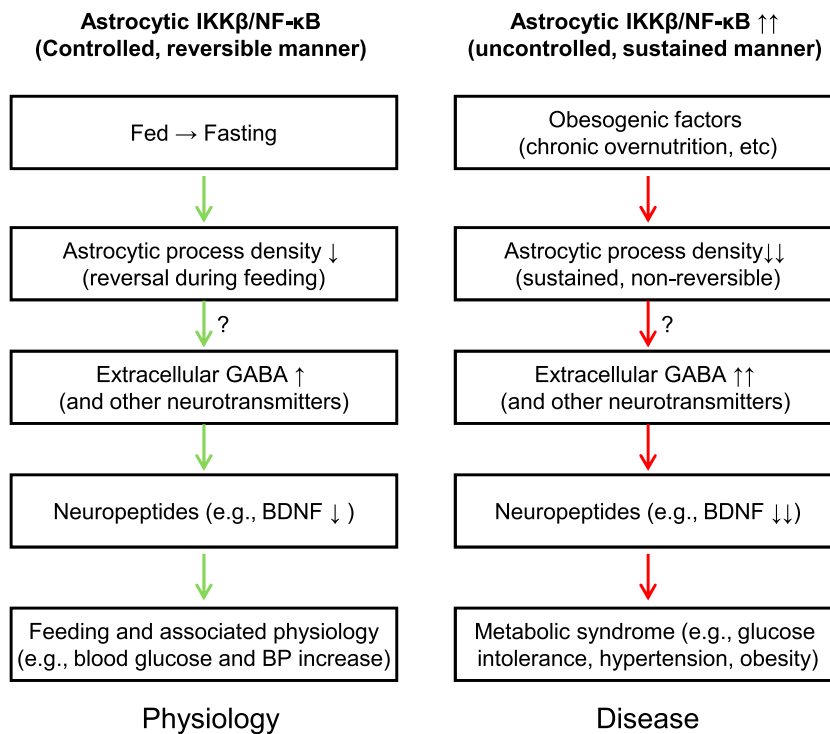 Astrocytic IKKβ/NF-κB
(Controlled, reversible manner)
Fed → Fasting
Astrocytic process density ↓
(reversal during feeding)
?
Extracellular GABA ↑
(and other neurotransmitters)
Neuropeptides (e.g., BDNF ↓ )
Feeding and associated physiology
(e.g., blood glucose and BP increase)
Physiology
Astrocytic IKKβ/NF-κB ↑↑
(uncontrolled, sustained manner)
Obesogenic factors
(chronic overnutrition, etc)
Astrocytic process density↓↓
(sustained, non-reversible)
?
Extracellular GABA ↑↑
(and other neurotransmitters)
Neuropeptides (e.g., BDNF ↓↓)
Metabolic syndrome (e.g., glucose
intolerance, hypertension, obesity)
Disease